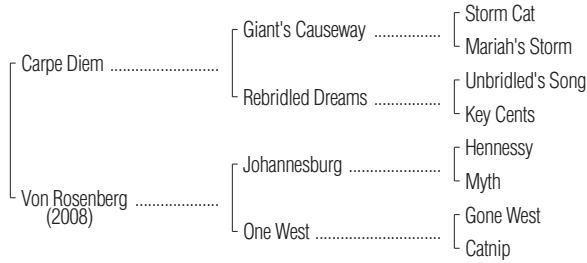 Storm Cat
Giant's Causeway ..................
Mariah's Storm
Carpe Diem .........................
Unbridled's Song
Rebridled Dreams ...............
Key Cents
Hennessy
Johannesburg .....................
Myth
Von Rosenberg ...................
(2008)
Gone West
One West .............................
Catnip